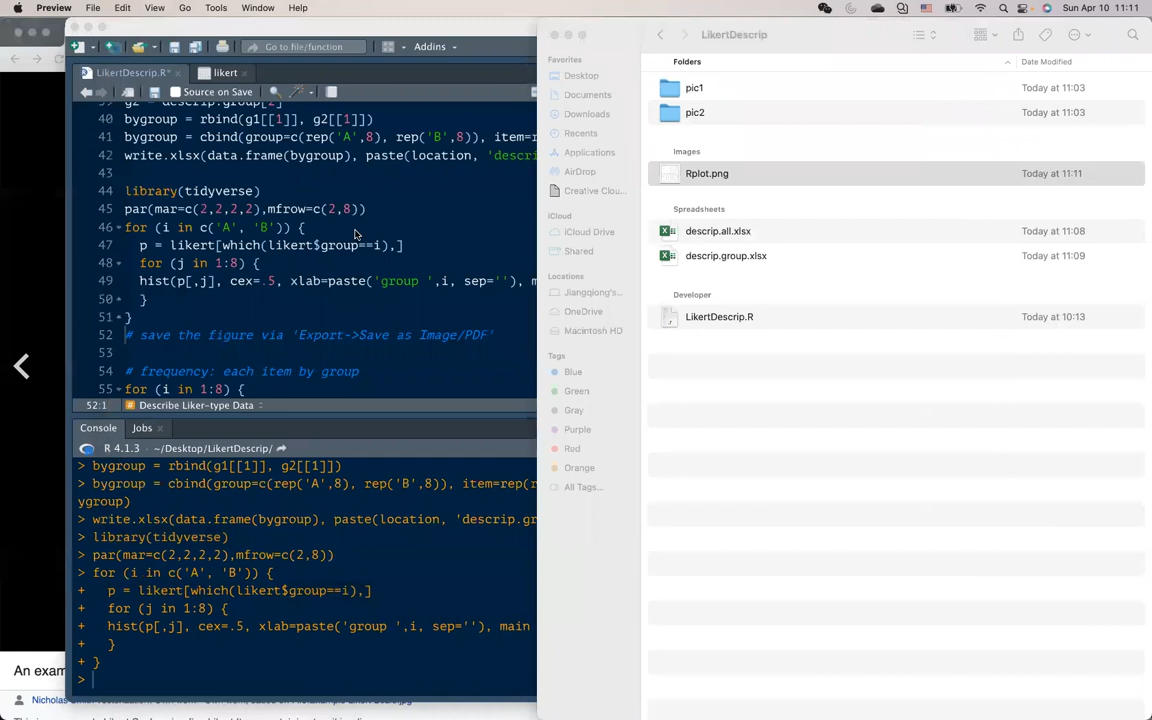 Preview File Edit View Go Tools Window Help Sun Apr 10 11:11
Go to file/function Addins
LikertDescrip.R* × likert ×
Source on Save
39 g2 = descrip.group[2]
40 bygroup = rbind(g1[[1]], g2[[1]])
41 bygroup = cbind(group=c(rep('A',8), rep('B',8)), item=r
42 write.xlsx(data.frame(bygroup), paste(location, 'descri
43
44 library(tidyverse)
45 par(mar=c(2,2,2,2),mfrow=c(2,8))
46 for (i in c('A', 'B')) {
47 p = likert[which(likert$group==i),]
48 for (j in 1:8) {
49 hist(p[,j], cex=.5, xlab=paste('group ',i, sep=''), m
50 }
51 }
52 # save the figure via 'Export->Save as Image/PDF'
53
54 # frequency: each item by group
55 for (i in 1:8) {
52:1 # Describe Liker-type Data
Console Jobs ×
R 4.1.3 · ~/Desktop/LikertDescrip/
> bygroup = rbind(g1[[1]], g2[[1]])
> bygroup = cbind(group=c(rep('A',8), rep('B',8)), item=rep(r
ygroup)
> write.xlsx(data.frame(bygroup), paste(location, 'descrip.gr
> library(tidyverse)
> par(mar=c(2,2,2,2),mfrow=c(2,8))
> for (i in c('A', 'B')) {
+ p = likert[which(likert$group==i),]
+ for (j in 1:8) {
+ hist(p[,j], cex=.5, xlab=paste('group ',i, sep=''), main
+ }
+ }
>
An exam
LikertDescrip
Favorites
Desktop
Documents
Downloads
Recents
Applications
AirDrop
Creative Clou...
iCloud
iCloud Drive
Shared
Locations
Jiangqiong's...
OneDrive
Macintosh HD
Tags
Blue
Green
Gray
Purple
Red
Orange
All Tags...
Folders Date Modified
pic1 Today at 11:03
pic2 Today at 11:03
Images
Rplot.png Today at 11:11
Spreadsheets
descrip.all.xlsx Today at 11:08
descrip.group.xlsx Today at 11:09
Developer
LikertDescrip.R Today at 10:13